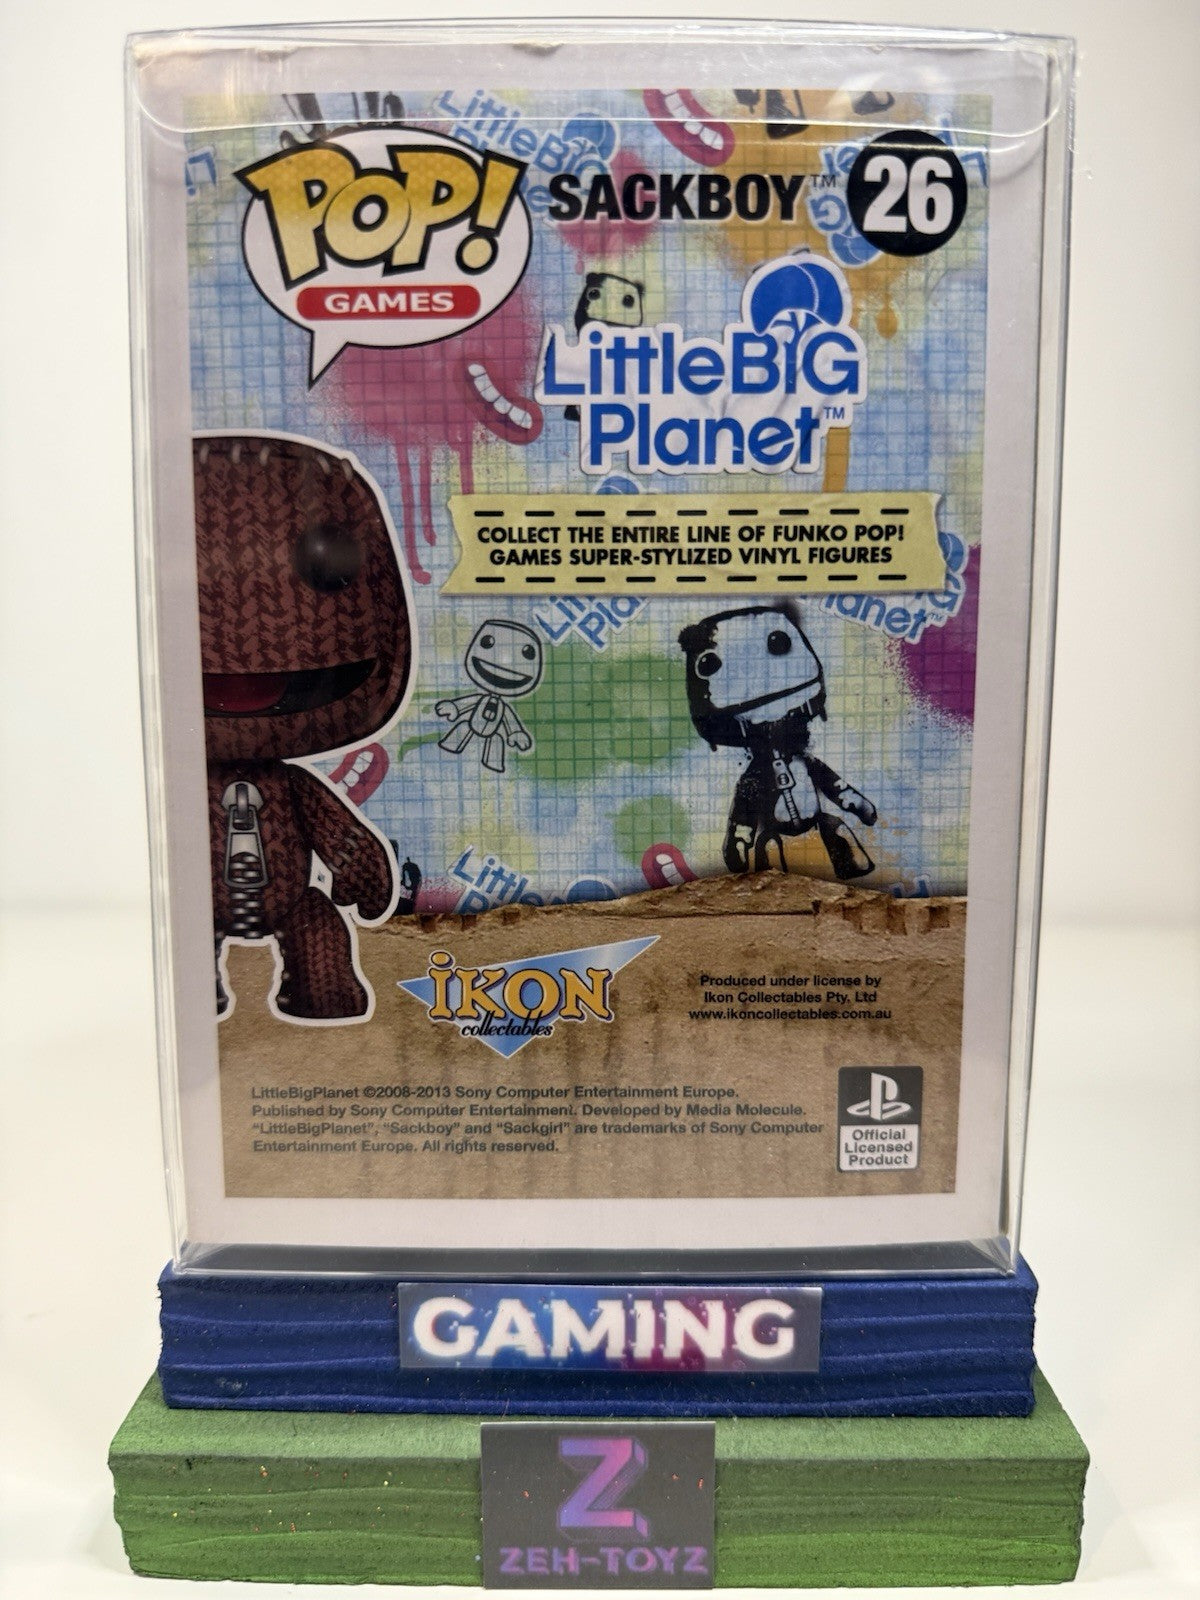 POP!
GAMES
SACKBOY™
26
LittleBIG
Planet™
COLLECT THE ENTIRE LINE OF FUNKO POP!
GAMES SUPER-STYLIZED VINYL FIGURES
iKON
collectables
Produced under license by
Ikon Collectables Pty. Ltd
www.ikoncollectables.com.au
LittleBigPlanet ©2008-2013 Sony Computer Entertainment Europe.
Published by Sony Computer Entertainment. Developed by Media Molecule.
“LittleBigPlanet”, “Sackboy” and “Sackgirl” are trademarks of Sony Computer
Entertainment Europe. All rights reserved.
Official
Licensed
Product
GAMING
Z
ZEH-TOYZ